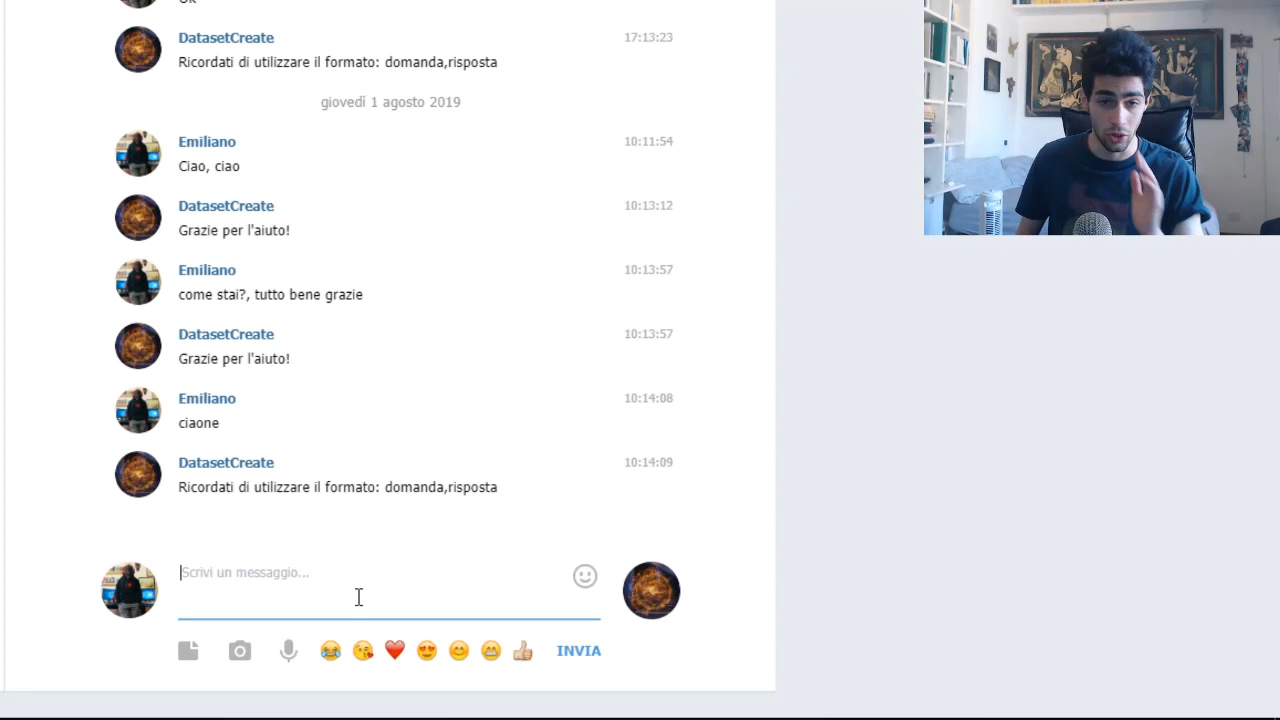 DatasetCreate 17:13:23
Ricordati di utilizzare il formato: domanda,risposta
giovedì 1 agosto 2019
Emiliano 10:11:54
Ciao, ciao
DatasetCreate 10:13:12
Grazie per l'aiuto!
Emiliano 10:13:57
come stai?, tutto bene grazie
DatasetCreate 10:13:57
Grazie per l'aiuto!
Emiliano 10:14:08
ciaone
DatasetCreate 10:14:09
Ricordati di utilizzare il formato: domanda,risposta
Scrivi un messaggio...
INVIA